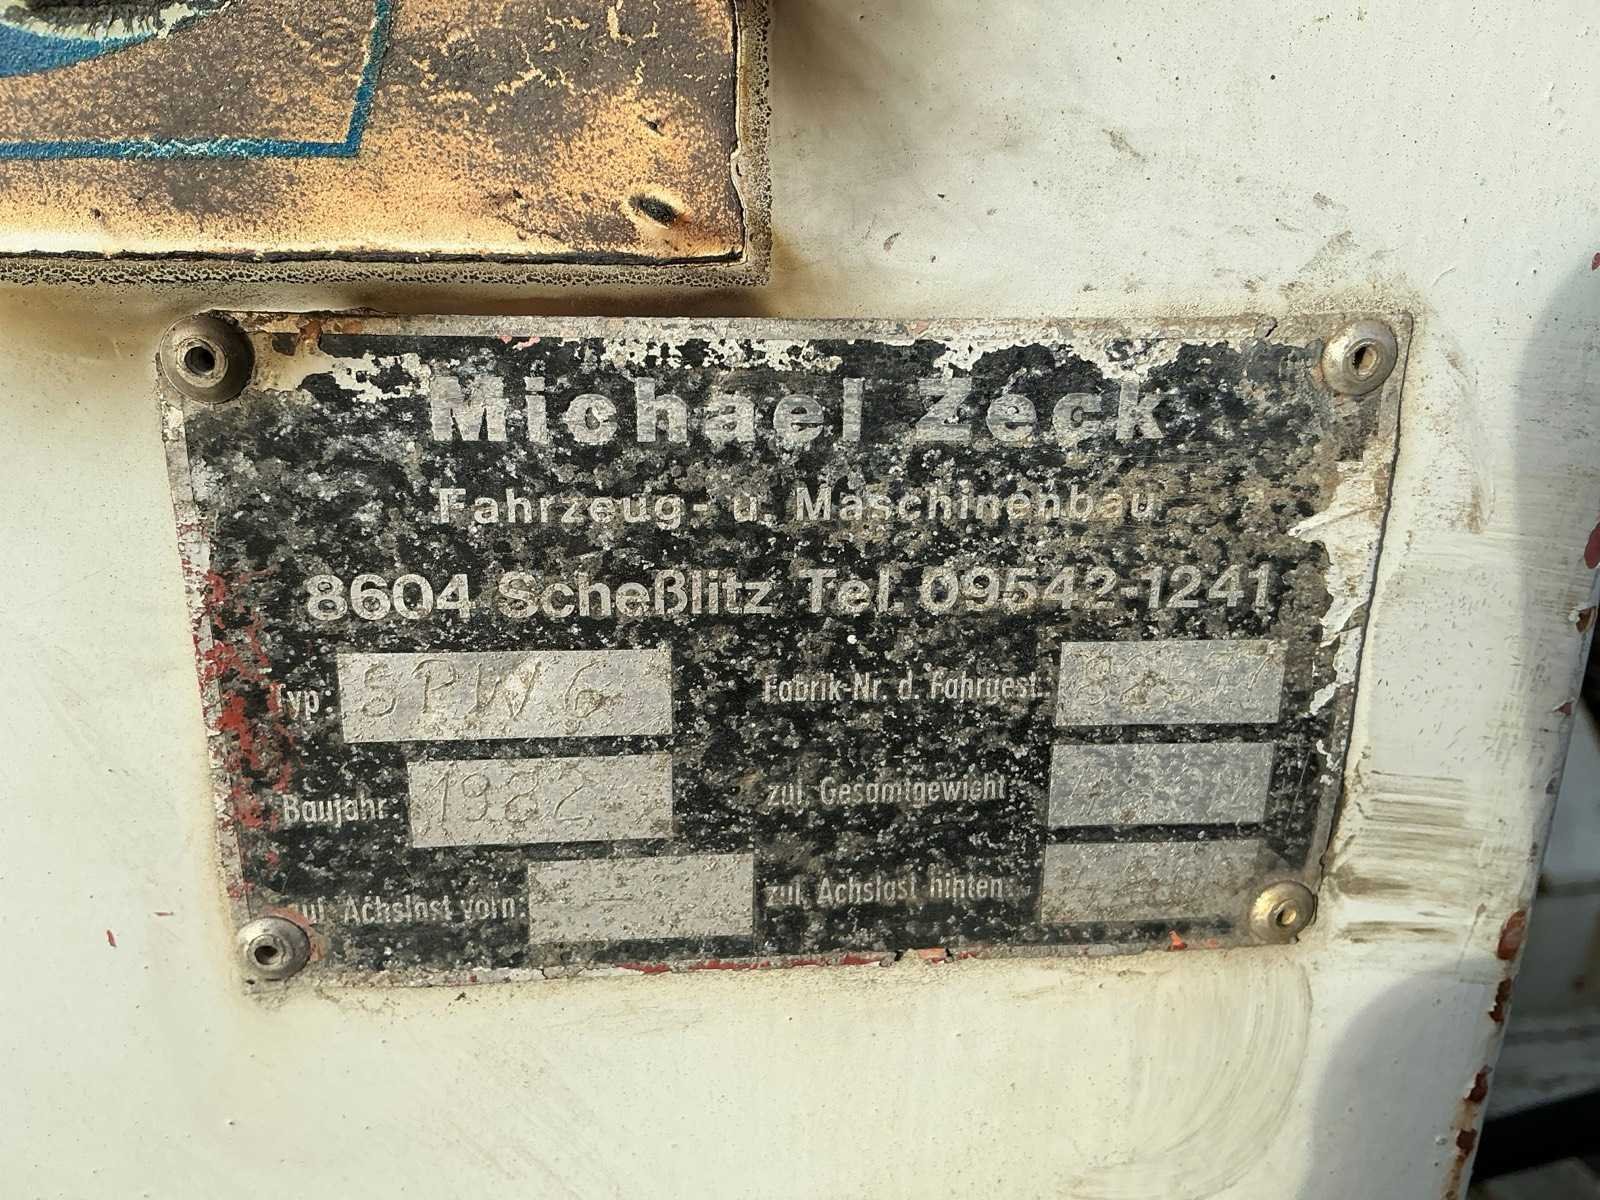 Michael Zeck
Fahrzeug- u. Maschinenbau
8604 Scheßlitz Tel. 09542-1241
Typ: SPW 6 Fabrik-Nr. d. Fahrgest.:
Baujahr: 1982 zul. Gesamtgewicht:
zul. Achslast vorn: zul. Achslast hinten: